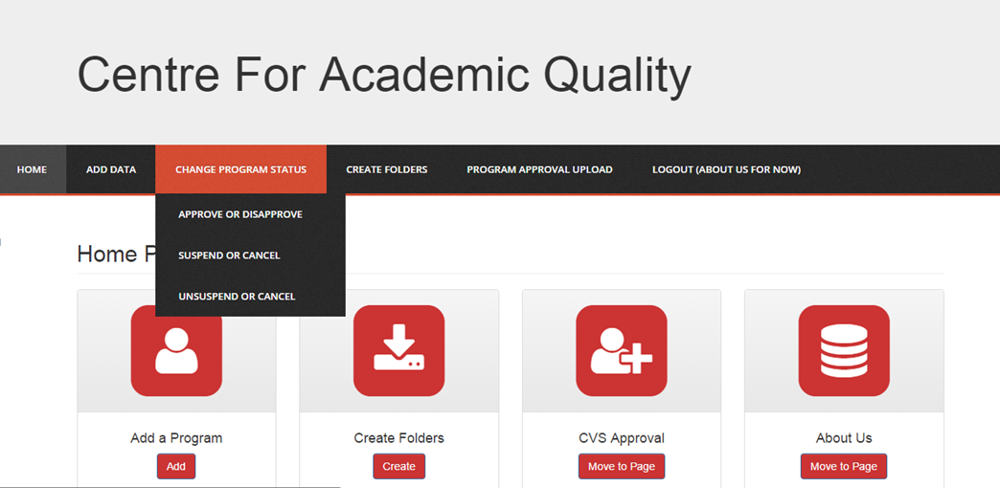 Centre For Academic Quality
HOME ADD DATA CHANGE PROGRAM STATUS CREATE FOLDERS PROGRAM APPROVAL UPLOAD LOGOUT (ABOUT US FOR NOW)
APPROVE OR DISAPPROVE
SUSPEND OR CANCEL
UNSUSPEND OR CANCEL
Home P
Add a Program Create Folders CVS Approval About Us
Add Create Move to Page Move to Page